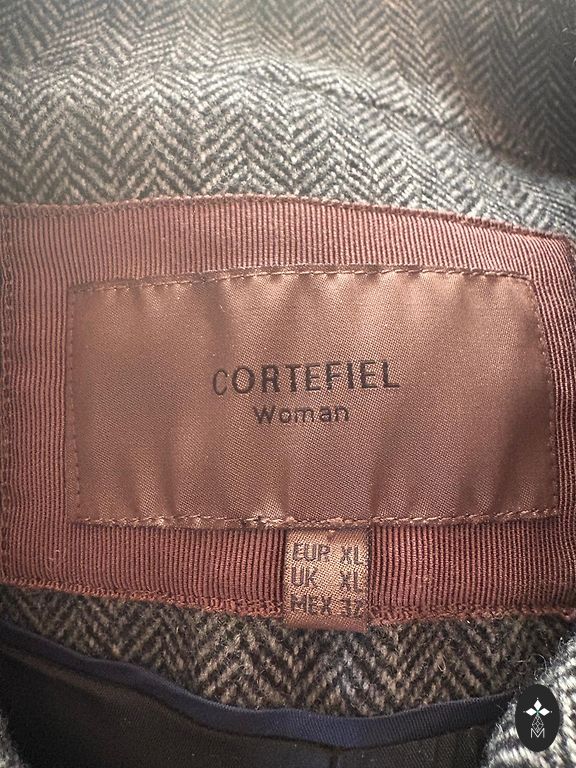 CORTEFIEL
Woman
EUR XL
UK XL
MEX 37